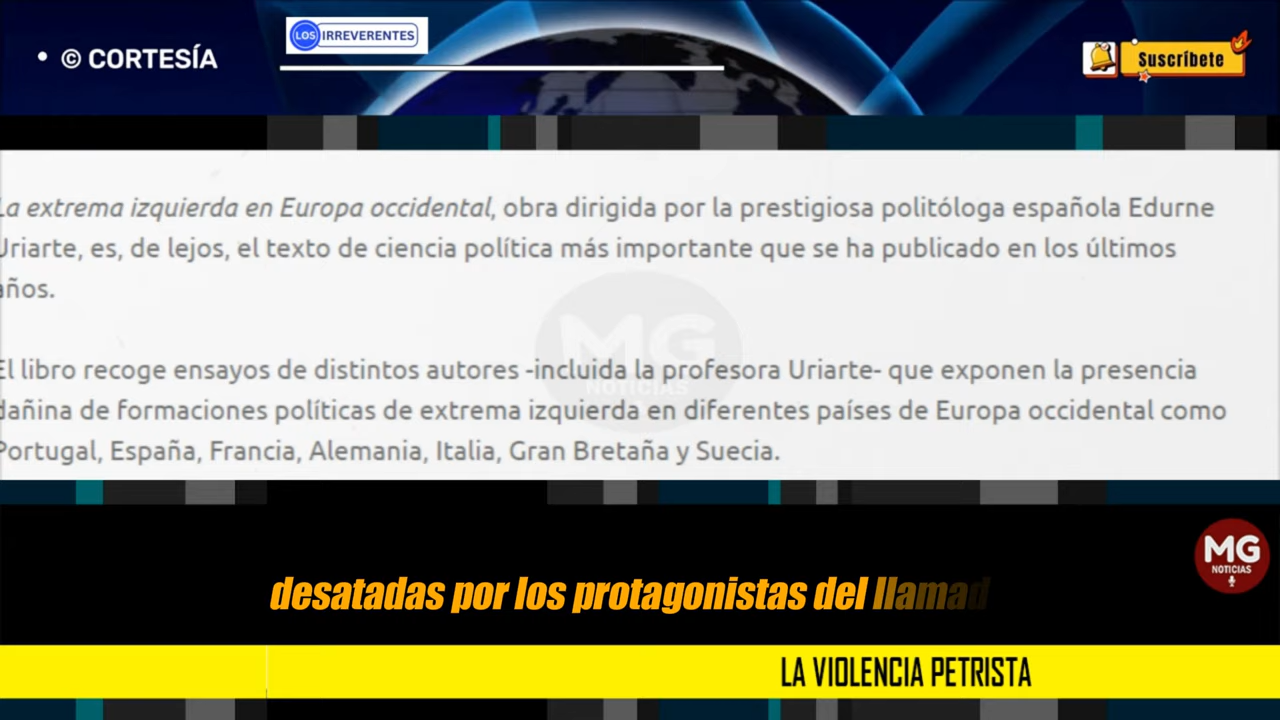 • © CORTESÍA
LOS IRREVERENTES
Suscríbete
La extrema izquierda en Europa occidental, obra dirigida por la prestigiosa politóloga española Edurne
Uriarte, es, de lejos, el texto de ciencia política más importante que se ha publicado en los últimos
años.
El libro recoge ensayos de distintos autores -incluida la profesora Uriarte- que exponen la presencia
dañina de formaciones políticas de extrema izquierda en diferentes países de Europa occidental como
Portugal, España, Francia, Alemania, Italia, Gran Bretaña y Suecia.
MG
NOTICIAS
desatadas por los protagonistas del llamad
MG
NOTICIAS
LA VIOLENCIA PETRISTA